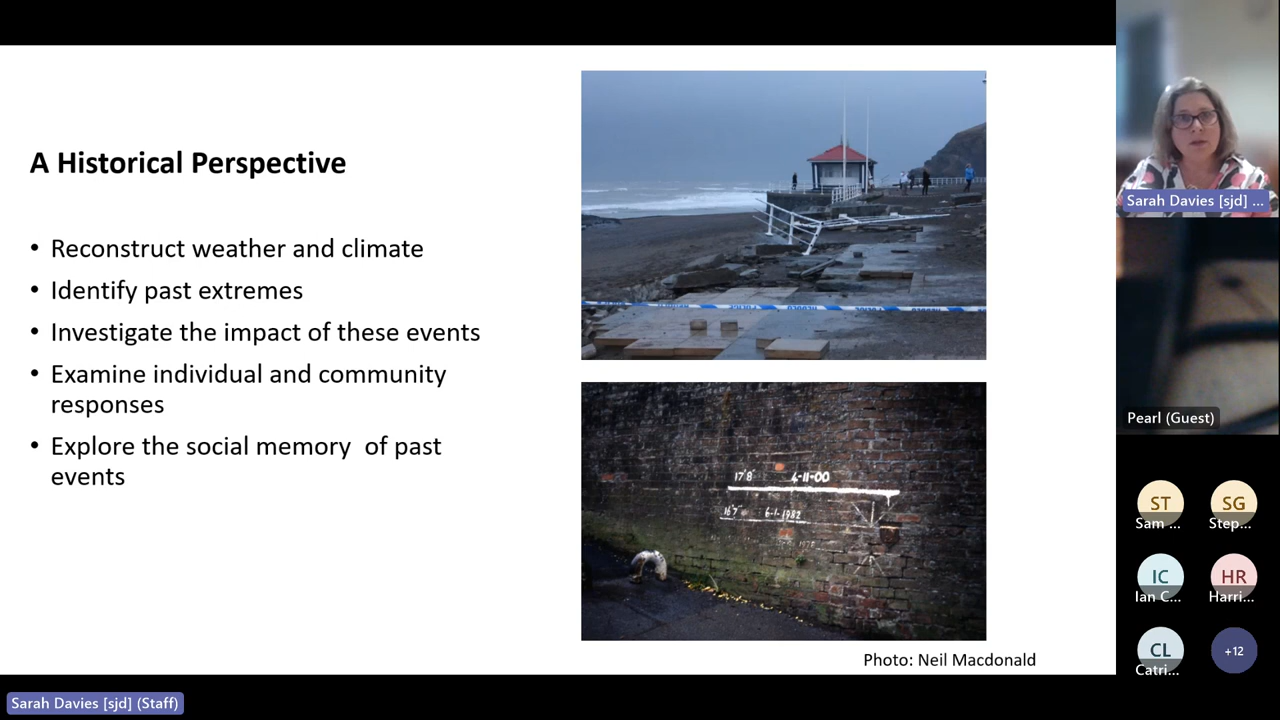 A Historical Perspective
• Reconstruct weather and climate
• Identify past extremes
• Investigate the impact of these events
• Examine individual and community
responses
• Explore the social memory  of past
events
17'8"
4-11-00
16'7"
6-1-1982
Photo: Neil Macdonald
Sarah Davies [sjd] ...
Pearl (Guest)
ST
Sam ...
SG
Step...
IC
Ian C...
HR
Harri...
CL
Catri...
+12
Sarah Davies [sjd] (Staff)